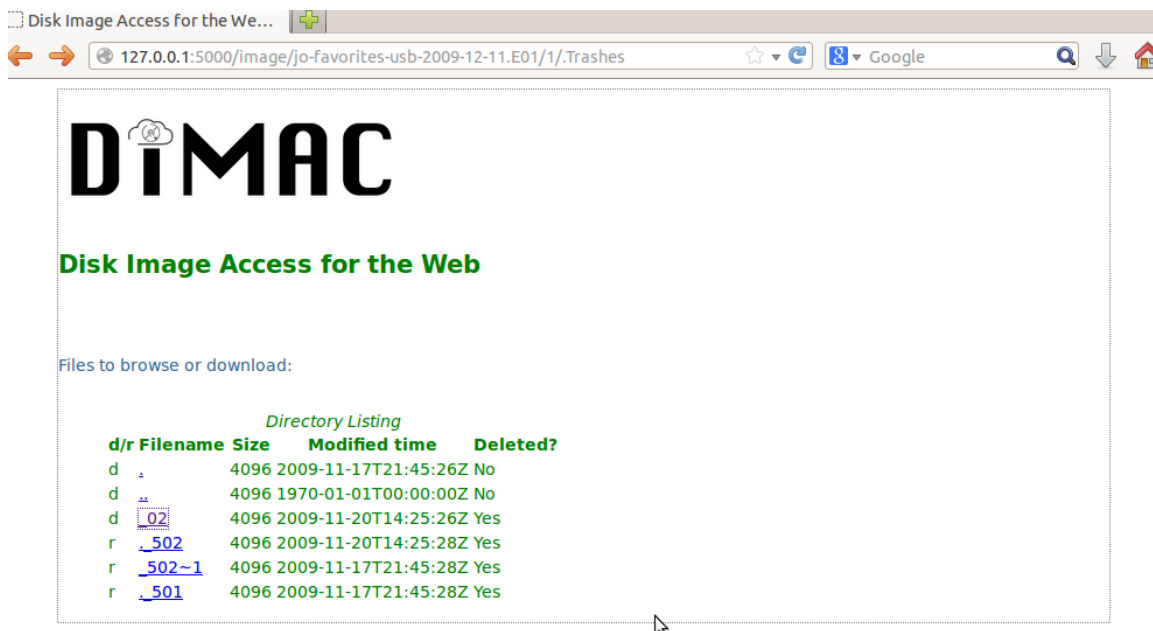 Disk Image Access for the We...
127.0.0.1:5000/image/jo-favorites-usb-2009-12-11.E01/1/.Trashes
8 Google
DiMAC
Disk Image Access for the Web
Files to browse or download:
Directory Listing
d/r Filename Size Modified time Deleted?
d . 4096 2009-11-17T21:45:26Z No
d .. 4096 1970-01-01T00:00:00Z No
d _02 4096 2009-11-20T14:25:26Z Yes
r ._502 4096 2009-11-20T14:25:28Z Yes
r _502~1 4096 2009-11-17T21:45:28Z Yes
r ._501 4096 2009-11-17T21:45:28Z Yes